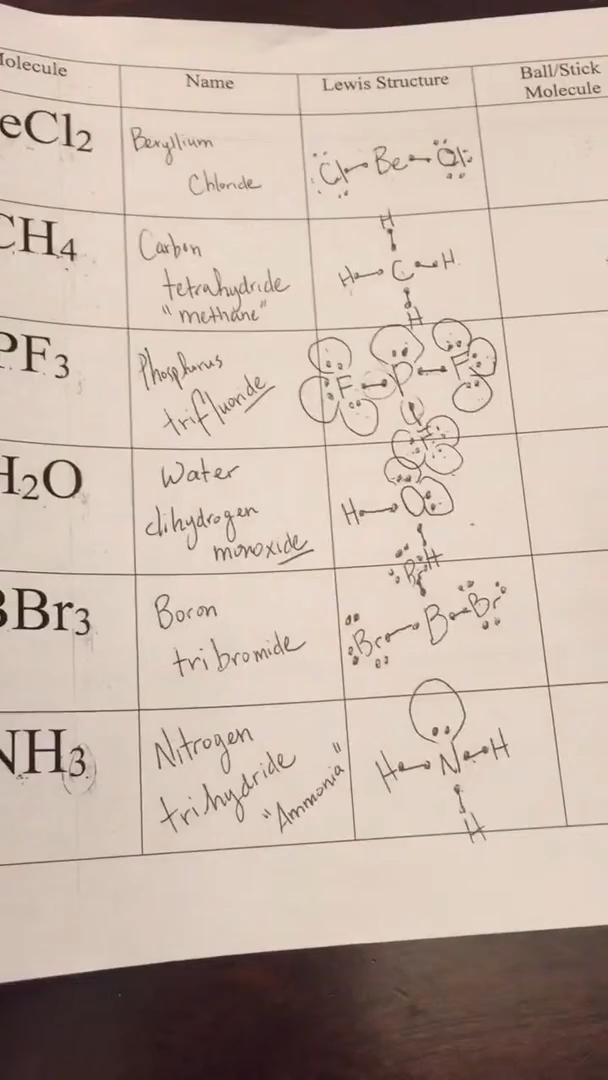 Molecule
Name
Lewis Structure
Ball/Stick
Molecule
eCl2
Beryllium
Chloride
Cl Be Cl
CH4
Carbon
tetrahydride
"methane"
H
H C H
H
PF3
Phosphurus
trifluoride
F P F
F
H2O
Water
dihydrogen
monoxide
H O
H
BBr3
Boron
tribromide
Br
Br B Br
NH3
Nitrogen
trihydride
"Ammonia"
H N H
H